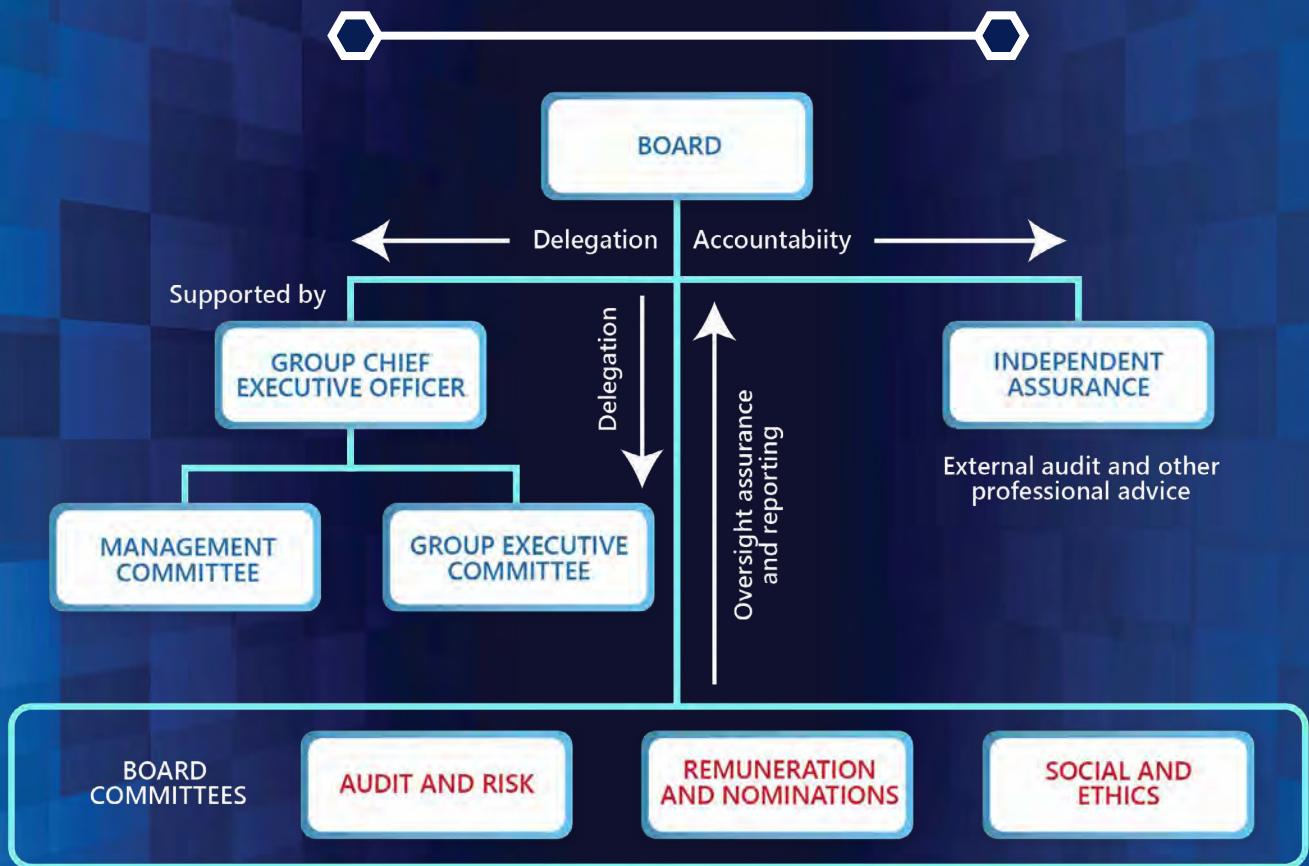 BOARD
Delegation
Accountabiity
Supported by
GROUP CHIEF
EXECUTIVE OFFICER
Delegation
Oversight assurance
and reporting
INDEPENDENT
ASSURANCE
External audit and other
professional advice
MANAGEMENT
COMMITTEE
GROUP EXECUTIVE
COMMITTEE
BOARD
COMMITTEES
AUDIT AND RISK
REMUNERATION
AND NOMINATIONS
SOCIAL AND
ETHICS